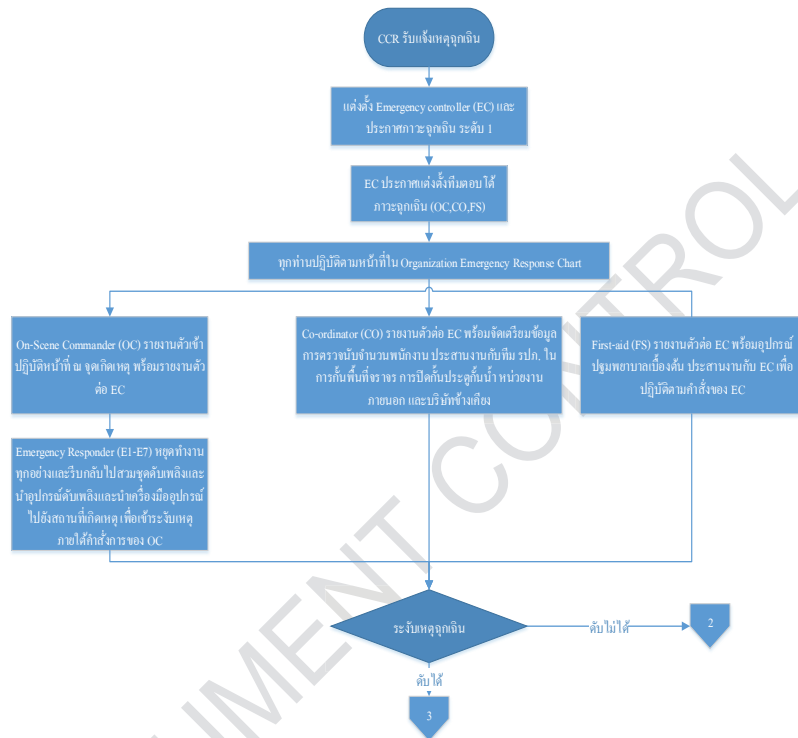 CCR รับแจ้งเหตุฉุกเฉิน
แต่งตั้ง Emergency controller (EC) และ
ประกาศภาวะฉุกเฉิน ระดับ 1
EC ประกาศแต่งตั้งทีมตอบโต้
ภาวะฉุกเฉิน (OC,CO,FS)
ทุกท่านปฏิบัติตามหน้าที่ใน Organization Emergency Response Chart
On-Scene Commander (OC) รายงานตัวเข้า
ปฏิบัติหน้าที่ ณ จุดเกิดเหตุ พร้อมรายงานตัว
ต่อ EC
Co-ordinator (CO) รายงานตัวต่อ EC พร้อมจัดเตรียมข้อมูล
การตรวจนับจำนวนพนักงาน ประสานงานกับทีม รปภ. ใน
การกั้นพื้นที่จราจร การปิดกั้นประตูกั้นน้ำ หน่วยงาน
ภายนอก และบริษัทข้างเคียง
First-aid (FS) รายงานตัวต่อ EC พร้อมอุปกรณ์
ปฐมพยาบาลเบื้องต้น ประสานงานกับ EC เพื่อ
ปฏิบัติตามคำสั่งของ EC
Emergency Responder (E1-E7) หยุดทำงาน
ทุกอย่างและรีบกลับไปสวมชุดดับเพลิงและ
นำอุปกรณ์ดับเพลิงและนำเครื่องมืออุปกรณ์
ไปยังสถานที่เกิดเหตุ เพื่อเข้าระงับเหตุ
ภายใต้คำสั่งการของ OC
ระงับเหตุฉุกเฉิน
ดับไม่ได้
2
ดับได้
3
UMENT CONTROL